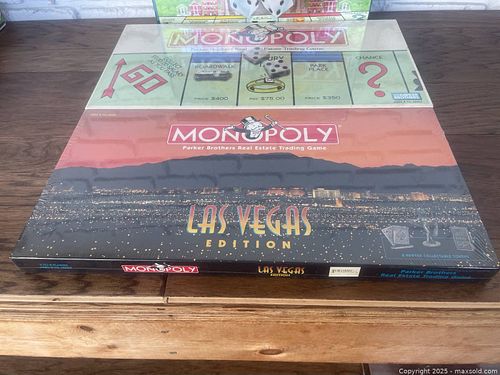 MONOPOLY
Parker Brothers Real Estate Trading Game
GO
BOARDWALK
PRICE $400
PAY $75.00
PARK
PLACE
PRICE $350
CHANCE
?
MONOPOLY
Parker Brothers Real Estate Trading Game
LAS VEGAS
EDITION
MONOPOLY
LAS VEGAS
EDITION
Parker Brothers
Real Estate Trading Game
Copyright 2025 - maxsold.com